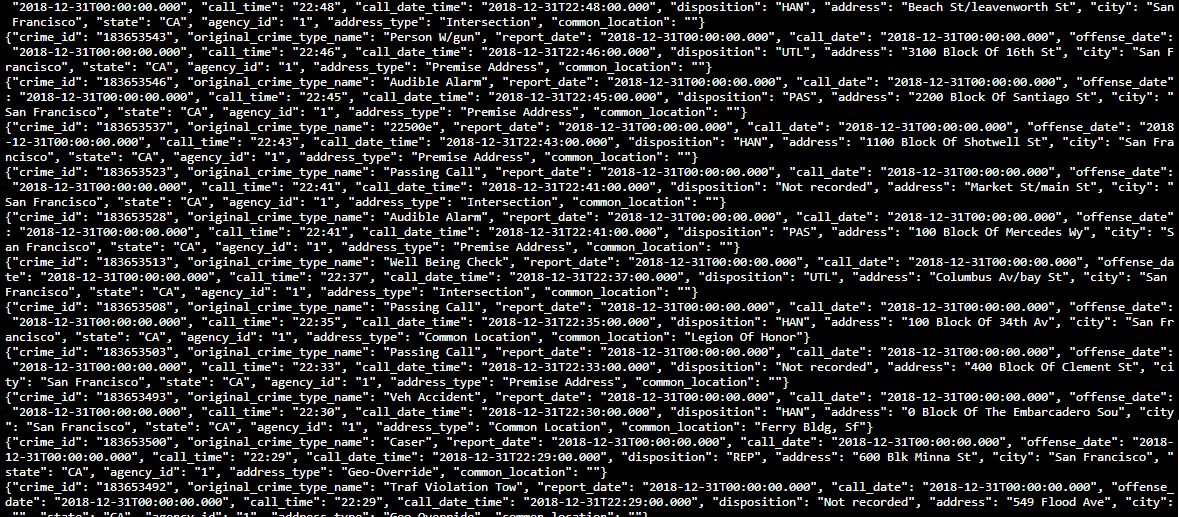 "2018-12-31T00:00:00.000", "call_time": "22:48", "call_date_time": "2018-12-31T22:48:00.000", "disposition": "HAN", "address": "Beach St/leavenworth St", "city": "San
Francisco", "state": "CA", "agency_id": "1", "address_type": "Intersection", "common_location": ""}
{"crime_id": "183653543", "original_crime_type_name": "Person W/gun", "report_date": "2018-12-31T00:00:00.000", "call_date": "2018-12-31T00:00:00.000", "offense_date":
"2018-12-31T00:00:00.000", "call_time": "22:46", "call_date_time": "2018-12-31T22:46:00.000", "disposition": "UTL", "address": "3100 Block Of 16th St", "city": "San F
rancisco", "state": "CA", "agency_id": "1", "address_type": "Premise Address", "common_location": ""}
{"crime_id": "183653546", "original_crime_type_name": "Audible Alarm", "report_date": "2018-12-31T00:00:00.000", "call_date": "2018-12-31T00:00:00.000", "offense_date"
: "2018-12-31T00:00:00.000", "call_time": "22:45", "call_date_time": "2018-12-31T22:45:00.000", "disposition": "PAS", "address": "2200 Block Of Santiago St", "city": "
San Francisco", "state": "CA", "agency_id": "1", "address_type": "Premise Address", "common_location": ""}
{"crime_id": "183653537", "original_crime_type_name": "22500e", "report_date": "2018-12-31T00:00:00.000", "call_date": "2018-12-31T00:00:00.000", "offense_date": "2018
-12-31T00:00:00.000", "call_time": "22:43", "call_date_time": "2018-12-31T22:43:00.000", "disposition": "HAN", "address": "1100 Block Of Shotwell St", "city": "San Fra
ncisco", "state": "CA", "agency_id": "1", "address_type": "Premise Address", "common_location": ""}
{"crime_id": "183653523", "original_crime_type_name": "Passing Call", "report_date": "2018-12-31T00:00:00.000", "call_date": "2018-12-31T00:00:00.000", "offense_date":
"2018-12-31T00:00:00.000", "call_time": "22:41", "call_date_time": "2018-12-31T22:41:00.000", "disposition": "Not recorded", "address": "Market St/main St", "city": "
San Francisco", "state": "CA", "agency_id": "1", "address_type": "Intersection", "common_location": ""}
{"crime_id": "183653528", "original_crime_type_name": "Audible Alarm", "report_date": "2018-12-31T00:00:00.000", "call_date": "2018-12-31T00:00:00.000", "offense_date"
: "2018-12-31T00:00:00.000", "call_time": "22:41", "call_date_time": "2018-12-31T22:41:00.000", "disposition": "PAS", "address": "100 Block Of Mercedes Wy", "city": "S
an Francisco", "state": "CA", "agency_id": "1", "address_type": "Premise Address", "common_location": ""}
{"crime_id": "183653513", "original_crime_type_name": "Well Being Check", "report_date": "2018-12-31T00:00:00.000", "call_date": "2018-12-31T00:00:00.000", "offense_da
te": "2018-12-31T00:00:00.000", "call_time": "22:37", "call_date_time": "2018-12-31T22:37:00.000", "disposition": "UTL", "address": "Columbus Av/bay St", "city": "San
Francisco", "state": "CA", "agency_id": "1", "address_type": "Intersection", "common_location": ""}
{"crime_id": "183653508", "original_crime_type_name": "Passing Call", "report_date": "2018-12-31T00:00:00.000", "call_date": "2018-12-31T00:00:00.000", "offense_date":
"2018-12-31T00:00:00.000", "call_time": "22:35", "call_date_time": "2018-12-31T22:35:00.000", "disposition": "HAN", "address": "100 Block Of 34th Av", "city": "San Fr
ancisco", "state": "CA", "agency_id": "1", "address_type": "Common Location", "common_location": "Legion Of Honor"}
{"crime_id": "183653503", "original_crime_type_name": "Passing Call", "report_date": "2018-12-31T00:00:00.000", "call_date": "2018-12-31T00:00:00.000", "offense_date":
"2018-12-31T00:00:00.000", "call_time": "22:33", "call_date_time": "2018-12-31T22:33:00.000", "disposition": "Not recorded", "address": "400 Block Of Clement St", "ci
ty": "San Francisco", "state": "CA", "agency_id": "1", "address_type": "Premise Address", "common_location": ""}
{"crime_id": "183653493", "original_crime_type_name": "Veh Accident", "report_date": "2018-12-31T00:00:00.000", "call_date": "2018-12-31T00:00:00.000", "offense_date":
"2018-12-31T00:00:00.000", "call_time": "22:30", "call_date_time": "2018-12-31T22:30:00.000", "disposition": "HAN", "address": "0 Block Of The Embarcadero Sou", "city
": "San Francisco", "state": "CA", "agency_id": "1", "address_type": "Common Location", "common_location": "Ferry Bldg, Sf"}
{"crime_id": "183653500", "original_crime_type_name": "Caser", "report_date": "2018-12-31T00:00:00.000", "call_date": "2018-12-31T00:00:00.000", "offense_date": "2018-
12-31T00:00:00.000", "call_time": "22:29", "call_date_time": "2018-12-31T22:29:00.000", "disposition": "REP", "address": "600 Blk Minna St", "city": "San Francisco", "
state": "CA", "agency_id": "1", "address_type": "Geo-Override", "common_location": ""}
{"crime_id": "183653492", "original_crime_type_name": "Traf Violation Tow", "report_date": "2018-12-31T00:00:00.000", "call_date": "2018-12-31T00:00:00.000", "offense_
date": "2018-12-31T00:00:00.000", "call_time": "22:29", "call_date_time": "2018-12-31T22:29:00.000", "disposition": "Not recorded", "address": "549 Flood Ave", "city":
"", "state": "CA", "agency_id": "1", "address_type": "Geo-Override", "common_location": ""}